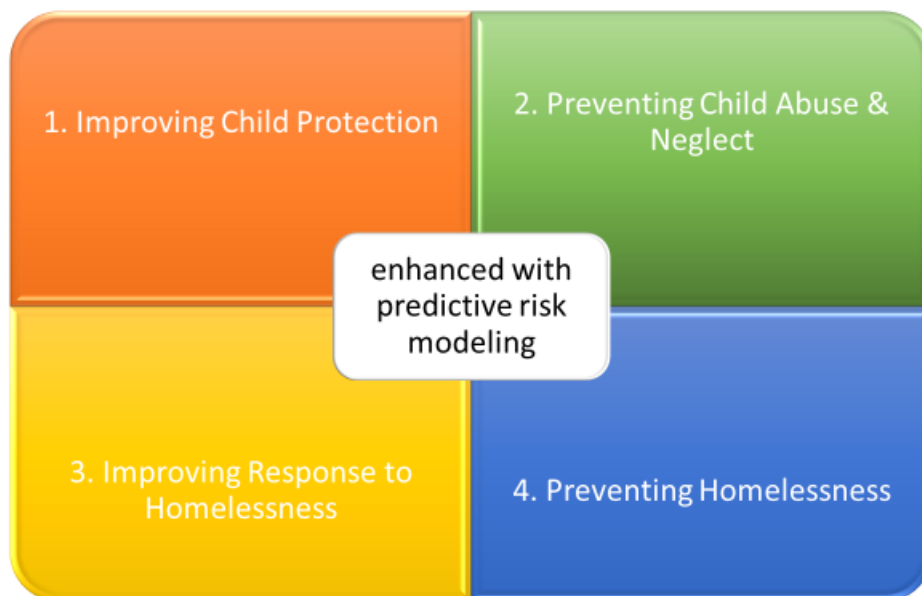 1. Improving Child Protection
2. Preventing Child Abuse &
Neglect
enhanced with
predictive risk
modeling
3. Improving Response to
Homelessness
4. Preventing Homelessness